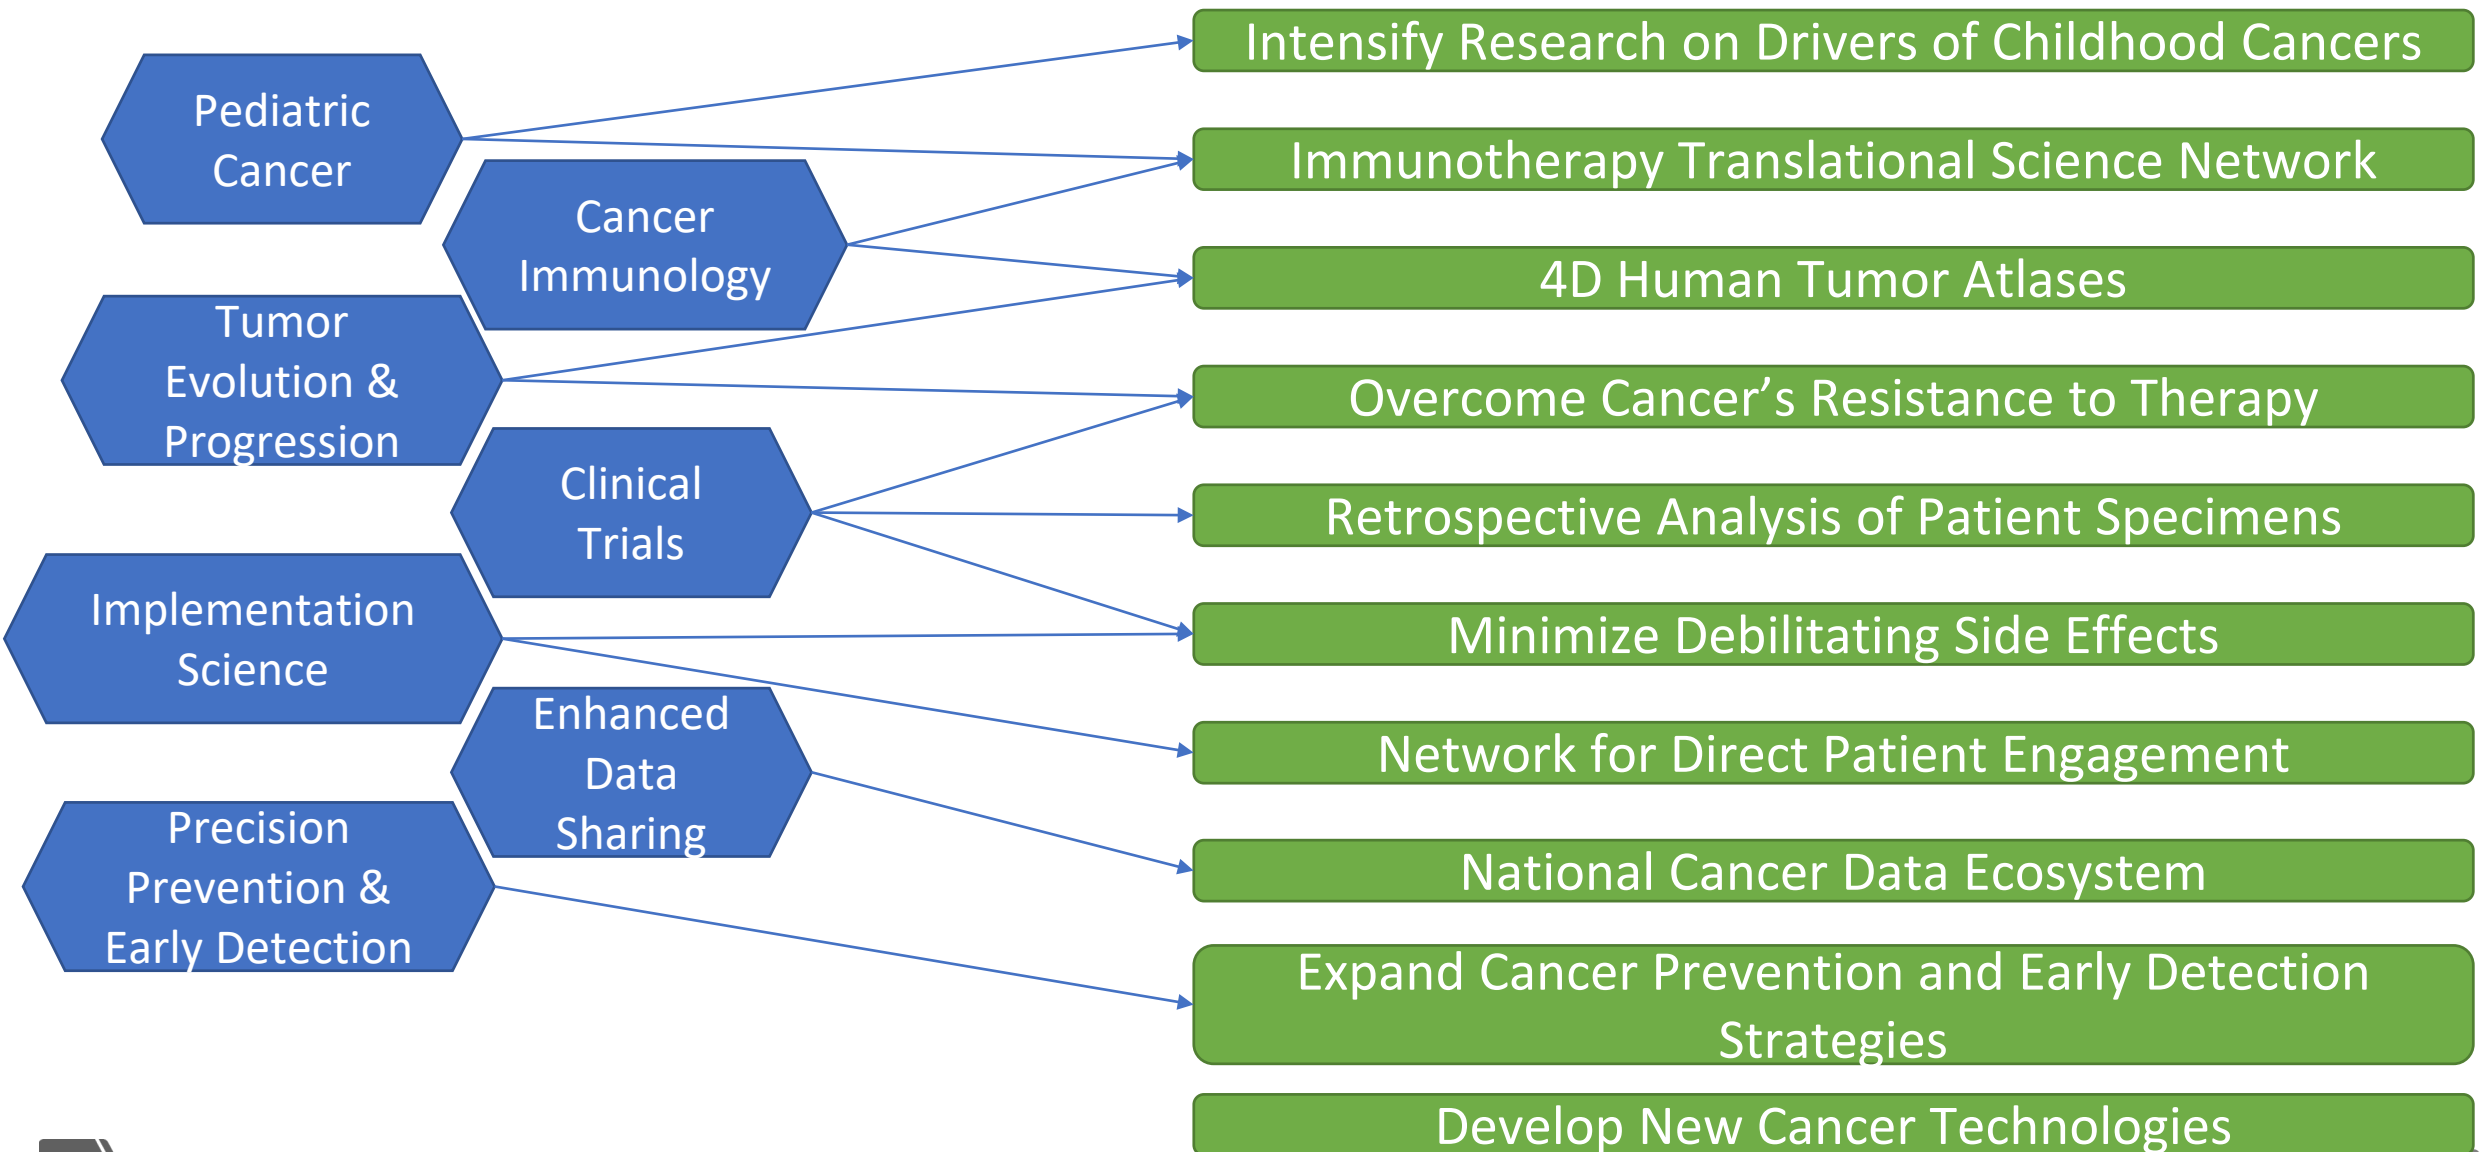 Pediatric
Cancer
Cancer
Immunology
Tumor
Evolution &
Progression
Clinical
Trials
Implementation
Science
Enhanced
Data
Sharing
Precision
Prevention &
Early Detection
Intensify Research on Drivers of Childhood Cancers
Immunotherapy Translational Science Network
4D Human Tumor Atlases
Overcome Cancer’s Resistance to Therapy
Retrospective Analysis of Patient Specimens
Minimize Debilitating Side Effects
Network for Direct Patient Engagement
National Cancer Data Ecosystem
Expand Cancer Prevention and Early Detection
Strategies
Develop New Cancer Technologies